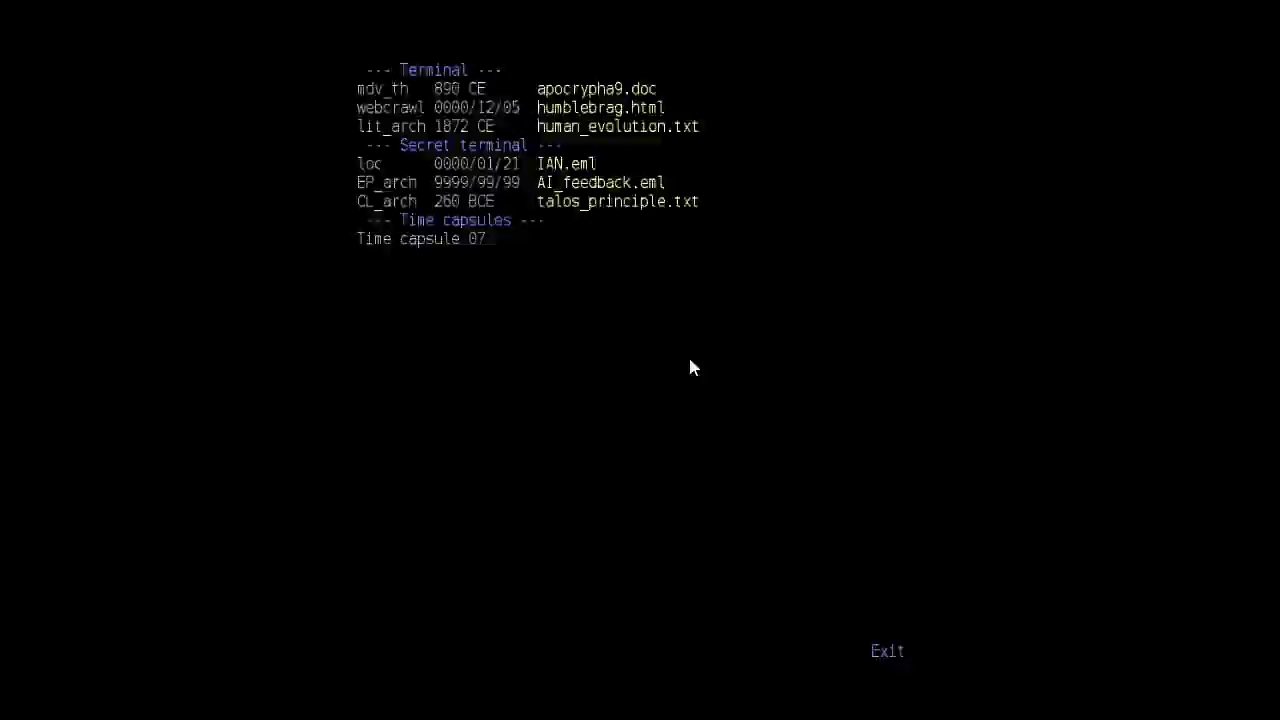 --- Terminal ---
mdv_th 890 CE apocrypha9.doc
webcrawl 0000/12/05 humblebrag.html
lit_arch 1872 CE human_evolution.txt
--- Secret terminal ---
loc 0000/01/21 IAN.eml
EP_arch 9999/99/99 AI_feedback.eml
CL_arch 260 BCE talos_principle.txt
--- Time capsules ---
Time capsule 07
Exit